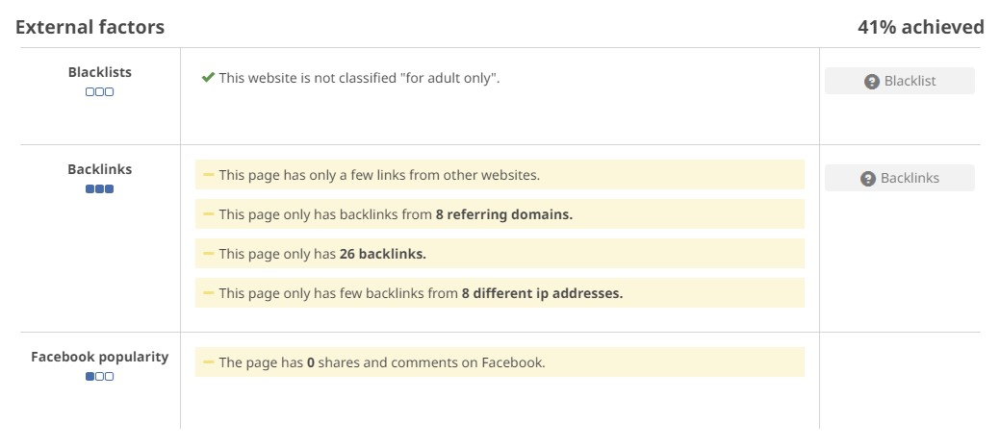 External factors
41% achieved
Blacklists
This website is not classified "for adult only".
Blacklist
Backlinks
This page has only a few links from other websites.
Backlinks
This page only has backlinks from 8 referring domains.
This page only has 26 backlinks.
This page only has few backlinks from 8 different ip addresses.
Facebook popularity
The page has 0 shares and comments on Facebook.